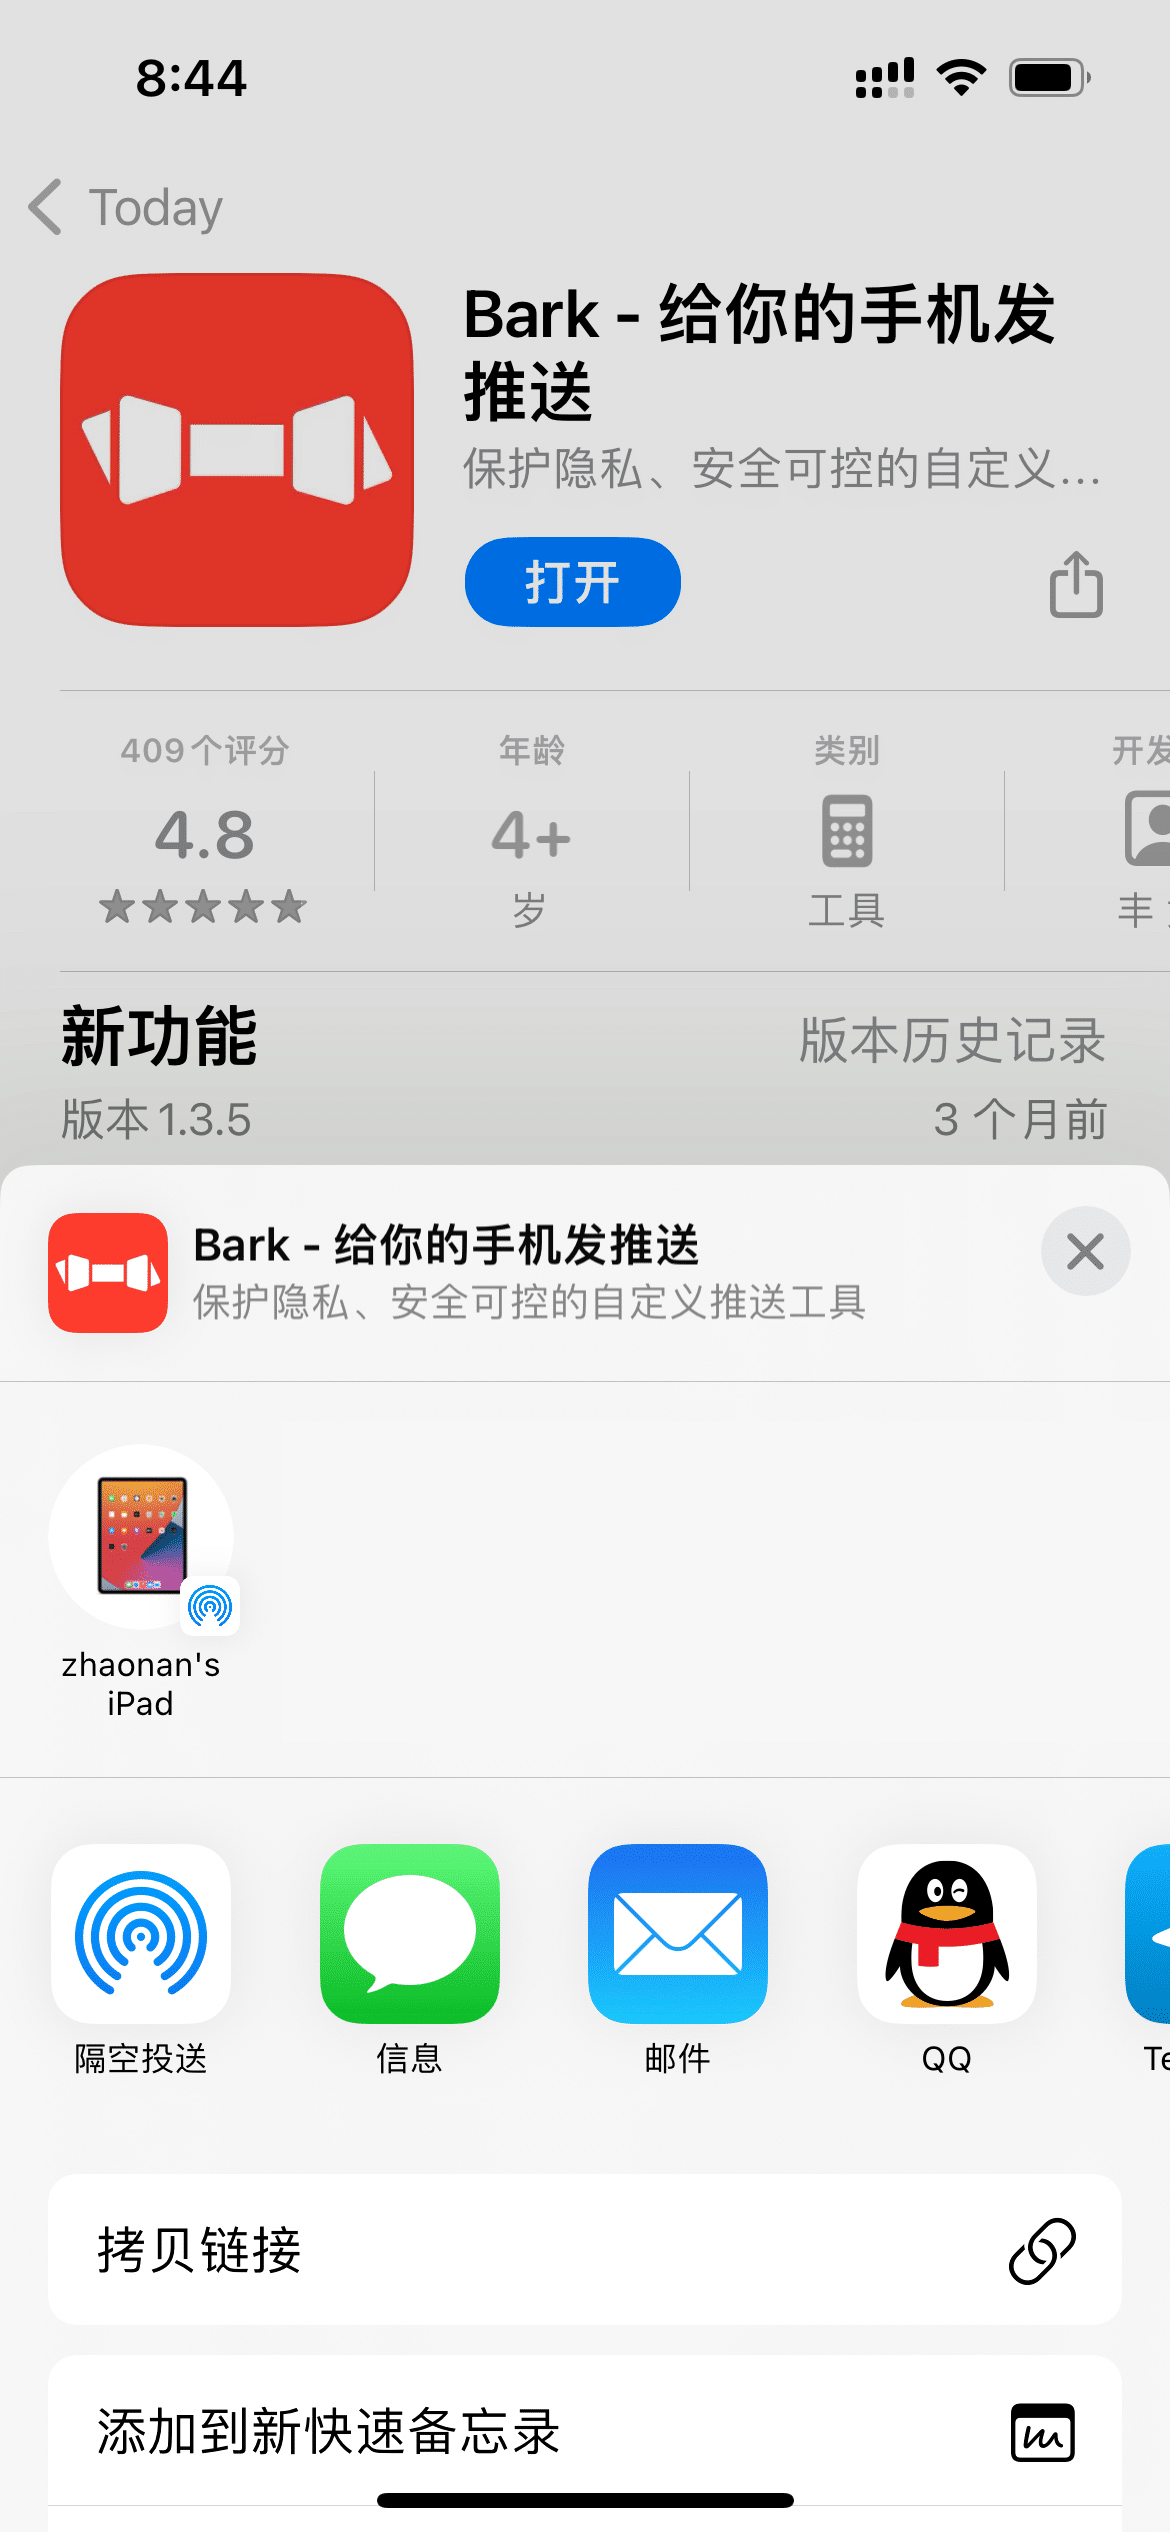 8:44
Today
Bark - 给你的手机发
推送
保护隐私、安全可控的自定义...
打开
409个评分
年龄
类别
4.8
4+
岁
工具
新功能
版本历史记录
版本 1.3.5
3 个月前
Bark - 给你的手机发推送
保护隐私、安全可控的自定义推送工具
zhaonan's
iPad
隔空投送
信息
邮件
QQ
拷贝链接
添加到新快速备忘录